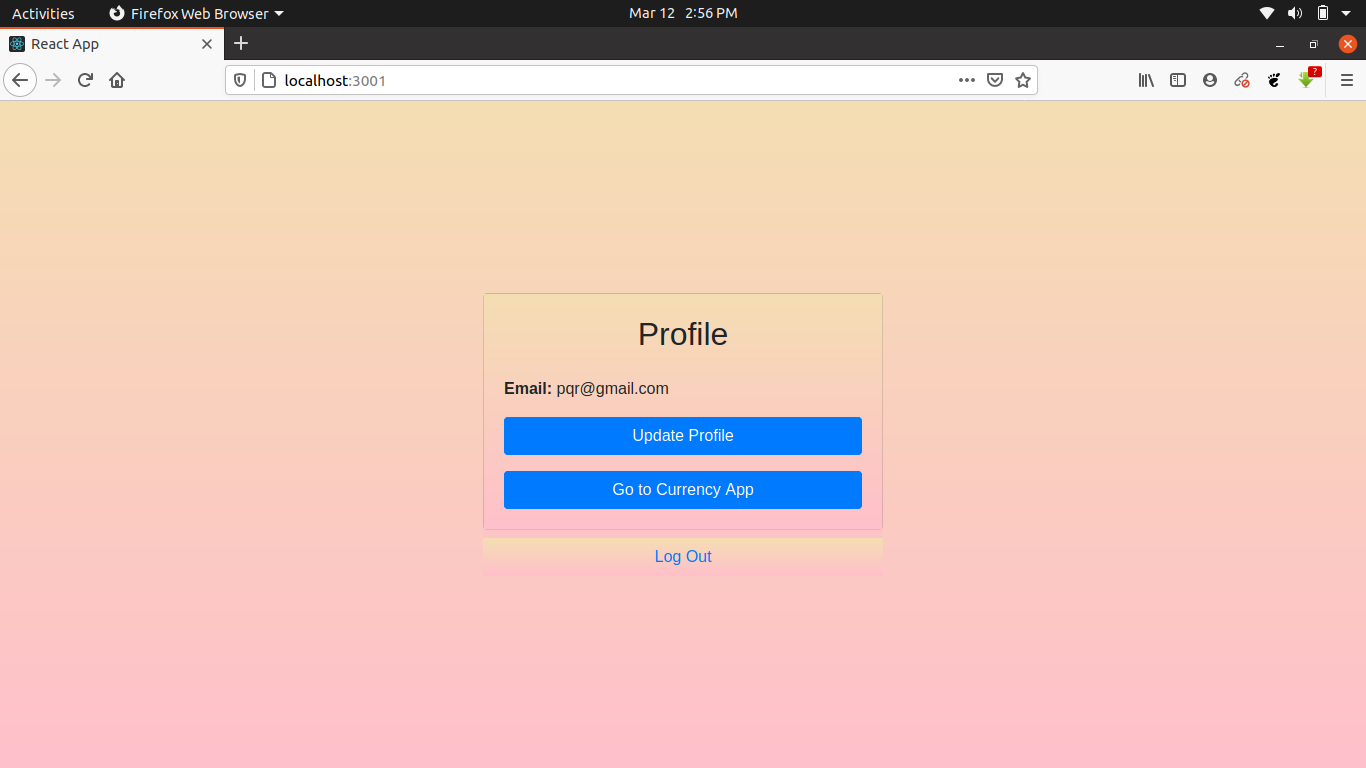 Activities Firefox Web Browser Mar 12 2:56 PM
React App
localhost:3001
?
Profile
Email: pqr@gmail.com
Update Profile
Go to Currency App
Log Out